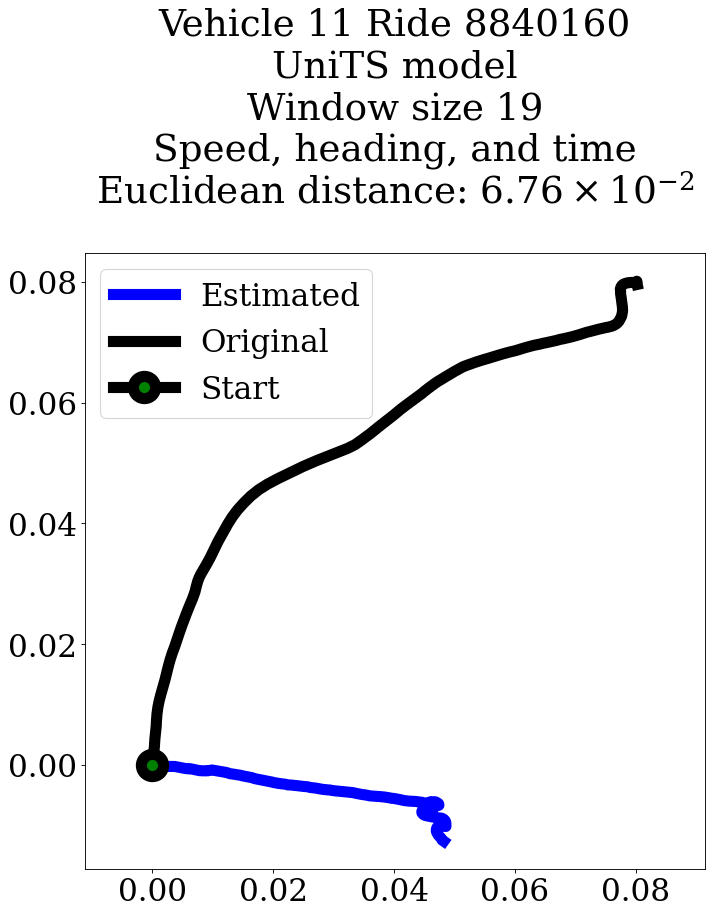 Vehicle 11 Ride 8840160
UniTS model
Window size 19
Speed, heading, and time
Euclidean distance: 6.76 × 10⁻²
Estimated
Original
Start
0.08
0.06
0.04
0.02
0.00
0.00 0.02 0.04 0.06 0.08